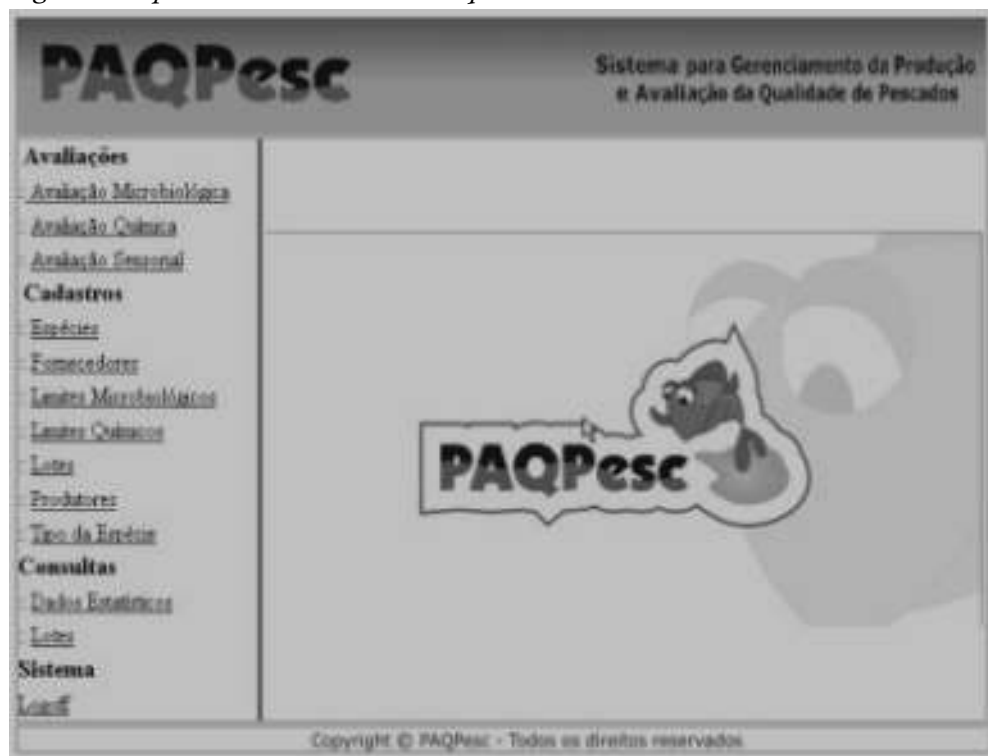 PAQPesc
Sistema para Gerenciamento da Produção
e Avaliação da Qualidade de Pescados
Avaliações
Avaliação Microbiológica
Avaliação Química
Avaliação Sensorial
Cadastros
Espécies
Fornecedores
Limites Microbiológicos
Limites Químicos
Lotes
Produtores
Tipo da Espécie
Consultas
Dados Estatísticos
Lotes
Sistema
Logoff
PAQPesc
Copyright © PAQPesc - Todos os direitos reservados